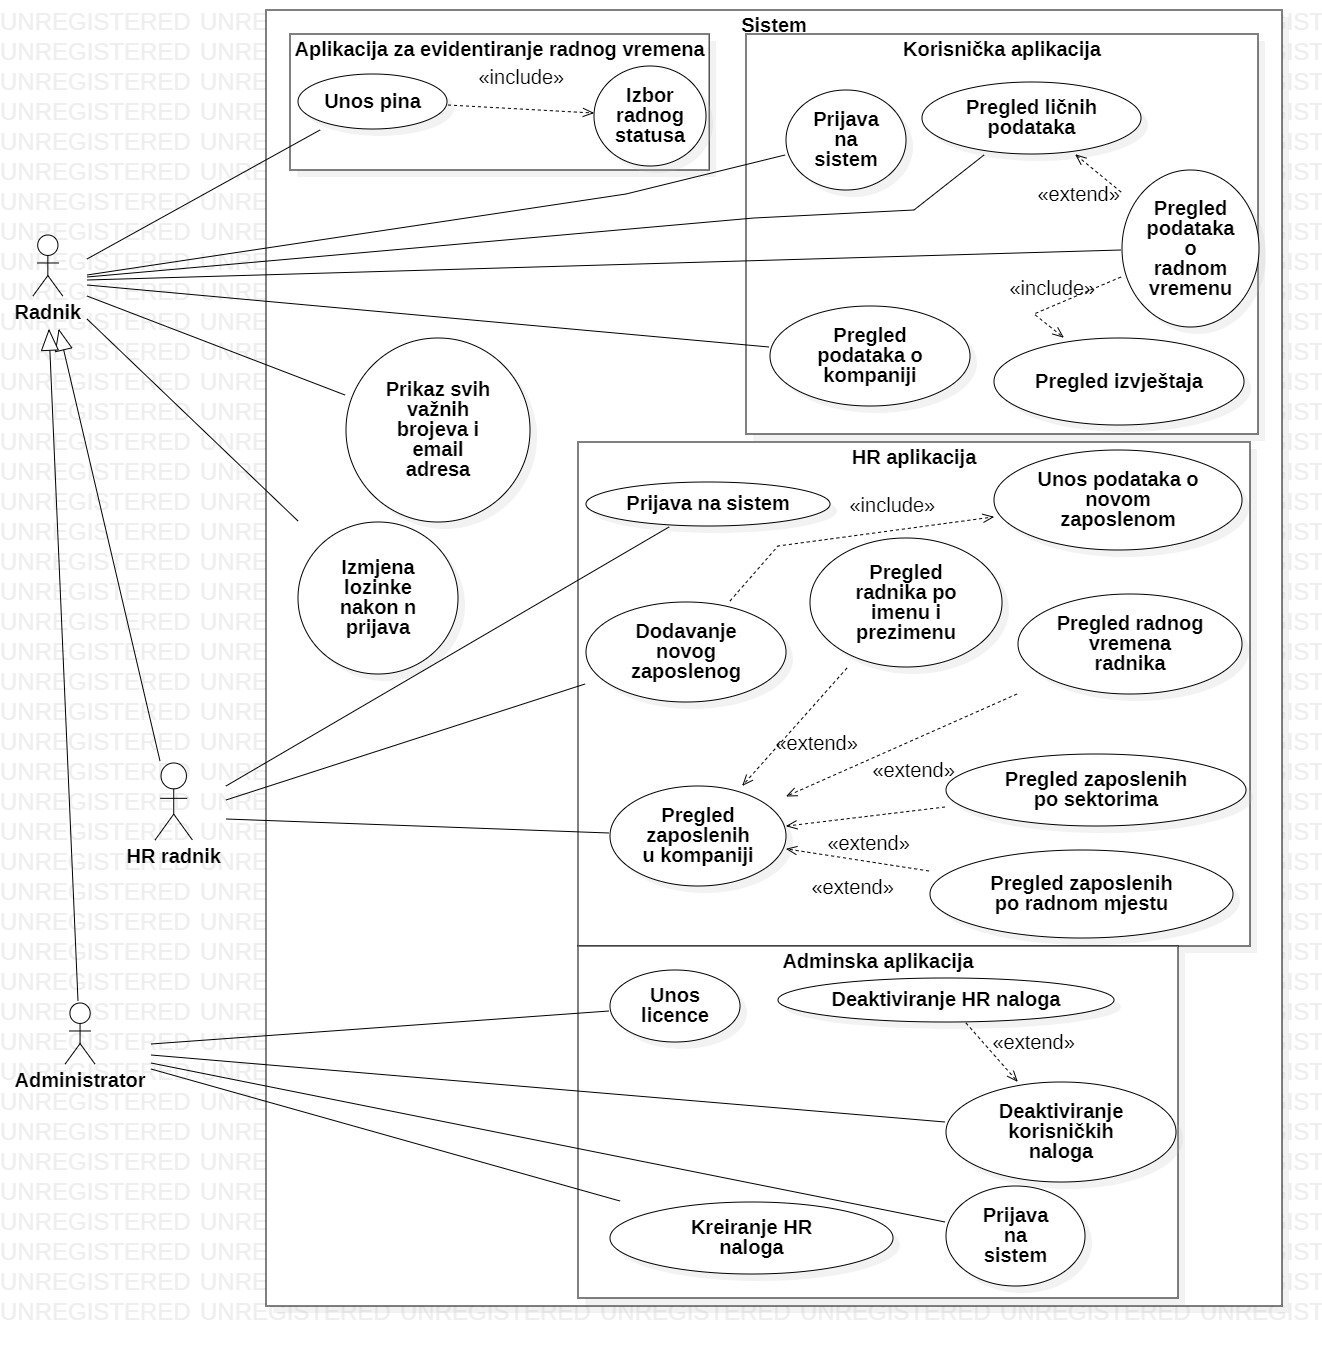 Sistem
Aplikacija za evidentiranje radnog vremena
Unos pina
«include»
Izbor
radnog
statusa
Korisnička aplikacija
Prijava
na
sistem
Pregled ličnih
podataka
«extend»
Pregled
podataka
o
radnom
vremenu
«include»
Pregled
podataka o
kompaniji
Pregled izvještaja
Radnik
Prikaz svih
važnih
brojeva i
email
adresa
Izmjena
lozinke
nakon n
prijava
HR aplikacija
Prijava na sistem
«include»
Unos podataka o
novom
zaposlenom
Dodavanje
novog
zaposlenog
Pregled
radnika po
imenu i
prezimenu
Pregled radnog
vremena
radnika
«extend»
«extend»
Pregled zaposlenih
po sektorima
Pregled
zaposlenih
u kompaniji
«extend»
«extend»
Pregled zaposlenih
po radnom mjestu
HR radnik
Adminska aplikacija
Unos
licence
Deaktiviranje HR naloga
«extend»
Deaktiviranje
korisničkih
naloga
Administrator
Kreiranje HR
naloga
Prijava
na
sistem
UNREGISTERED UNREGISTERED UNREGISTERED UNREGISTERED UNREGISTERED UNREGISTERED